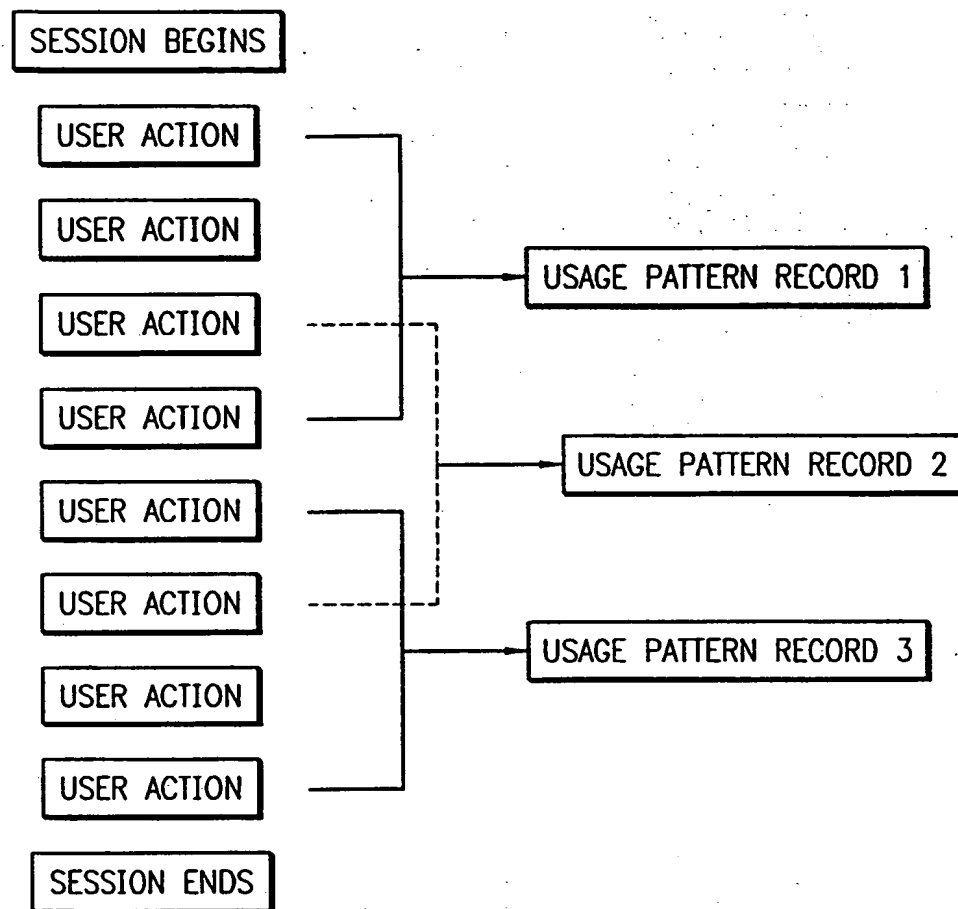 SESSION BEGINS
USER ACTION
USER ACTION
USAGE PATTERN RECORD 1
USER ACTION
USER ACTION
USAGE PATTERN RECORD 2
USER ACTION
USER ACTION
USAGE PATTERN RECORD 3
USER ACTION
USER ACTION
SESSION ENDS